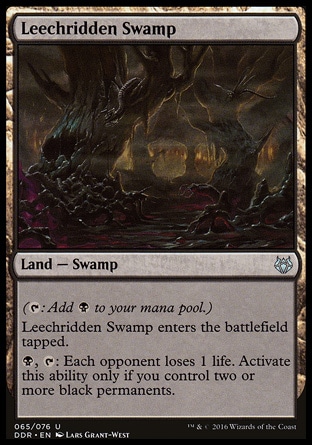 Leechridden Swamp
Land — Swamp
(: Add to your mana pool.)
Leechridden Swamp enters the battlefield
tapped.
, : Each opponent loses 1 life. Activate
this ability only if you control two or
more black permanents.
065/076 U
DDR • EN Lars Grant-West
™ & © 2016 Wizards of the Coast